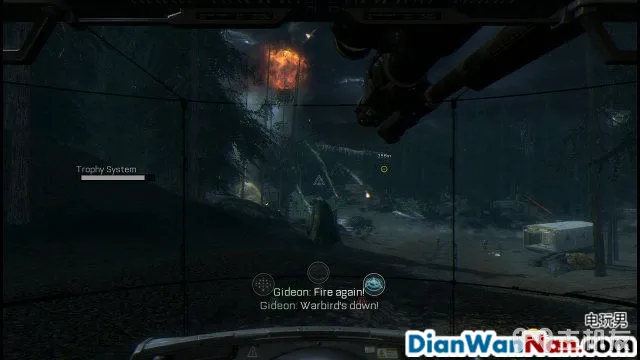 Trophy System
Gideon: Fire again!
Gideon: Warbird's down!
电玩男
DianWanNan.com